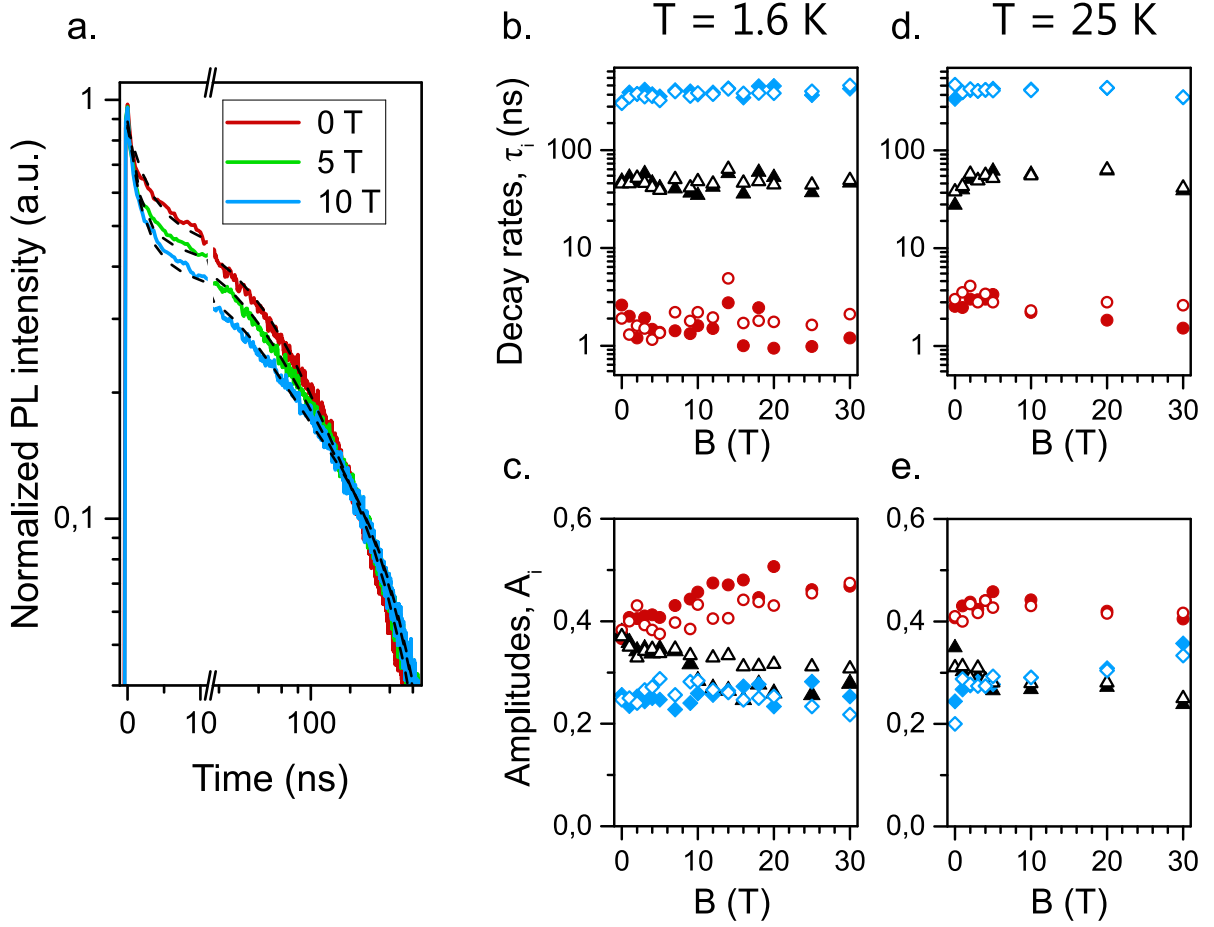 a.
Normalized PL intensity (a.u.)
1
0,1
0 T
5 T
10 T
0
10
100
Time (ns)
T = 1.6 K
b.
Decay rates, τi (ns)
100
10
1
0
10
20
30
B (T)
c.
Amplitudes, Ai
0,6
0,4
0,2
0,0
0
10
20
30
B (T)
T = 25 K
d.
100
10
1
0
10
20
30
B (T)
e.
0,6
0,4
0,2
0,0
0
10
20
30
B (T)